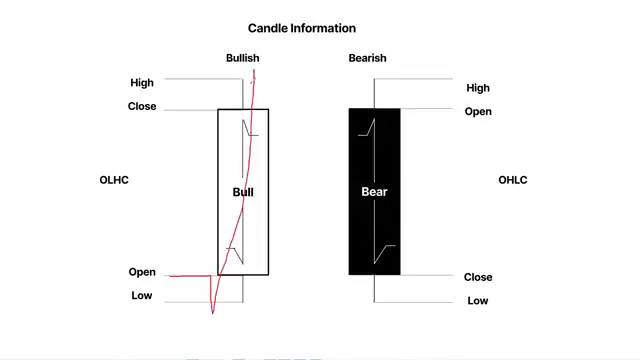 Candle Information
Bullish
Bearish
High
High
Close
Open
OLHC
Bull
Bear
OHLC
Open
Close
Low
Low